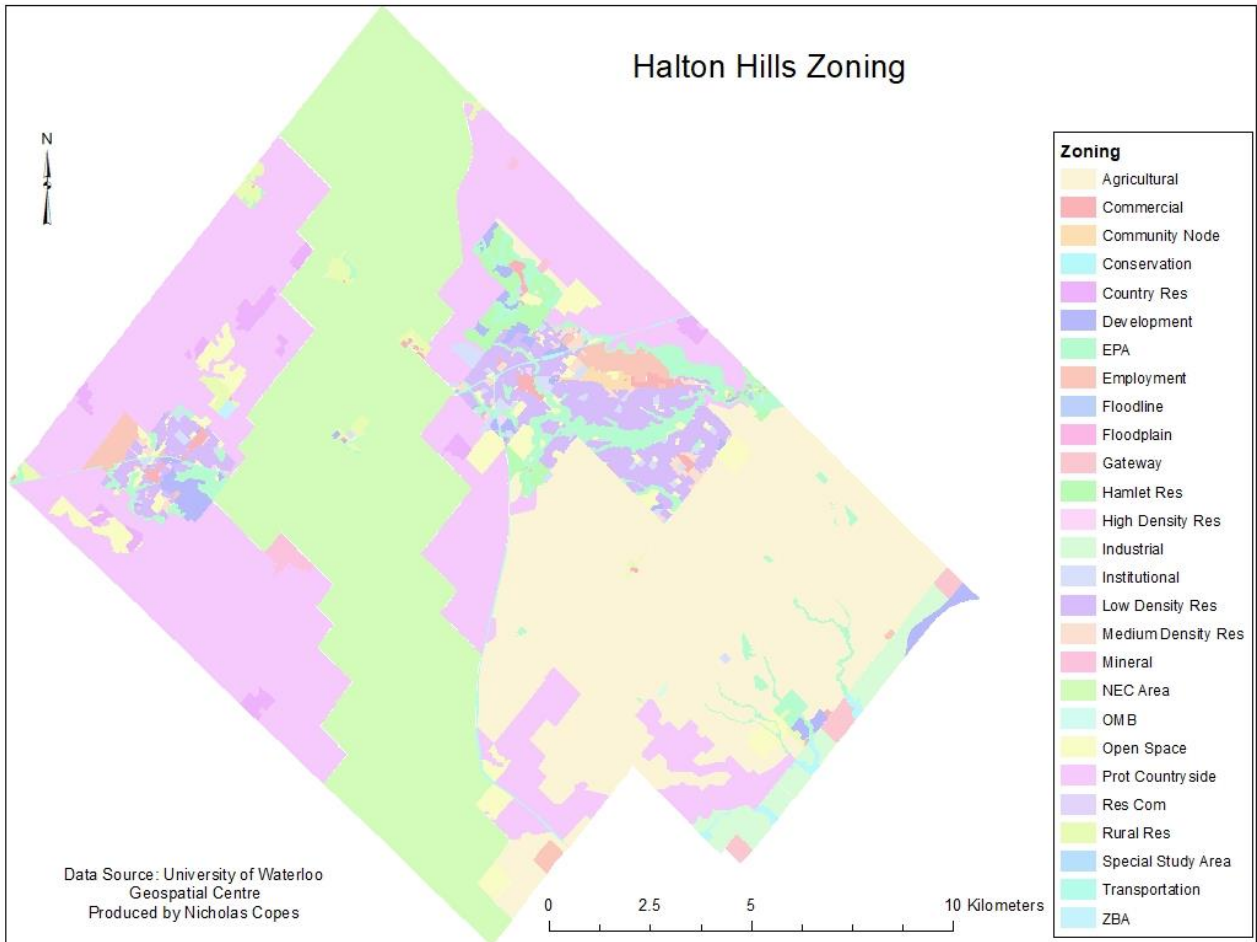 Halton Hills Zoning
N
Zoning
Agricultural
Commercial
Community Node
Conservation
Country Res
Development
EPA
Employment
Floodline
Floodplain
Gateway
Hamlet Res
High Density Res
Industrial
Institutional
Low Density Res
Medium Density Res
Mineral
NEC Area
OMB
Open Space
Prot Countryside
Res Com
Rural Res
Special Study Area
Transportation
ZBA
Data Source: University of Waterloo
Geospatial Centre
Produced by Nicholas Copes
0 2.5 5 10 Kilometers